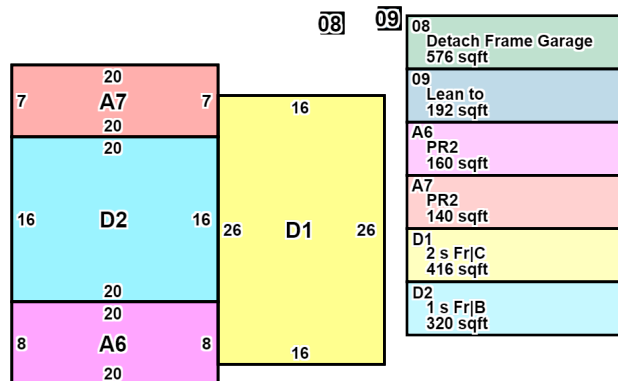 08
09
20
7
A7
7
20
20
16
D2
16
20
20
8
A6
8
20
16
26
D1
26
16
08
Detach Frame Garage
576 sqft
09
Lean to
192 sqft
A6
PR2
160 sqft
A7
PR2
140 sqft
D1
2 s Fr|C
416 sqft
D2
1 s Fr|B
320 sqft